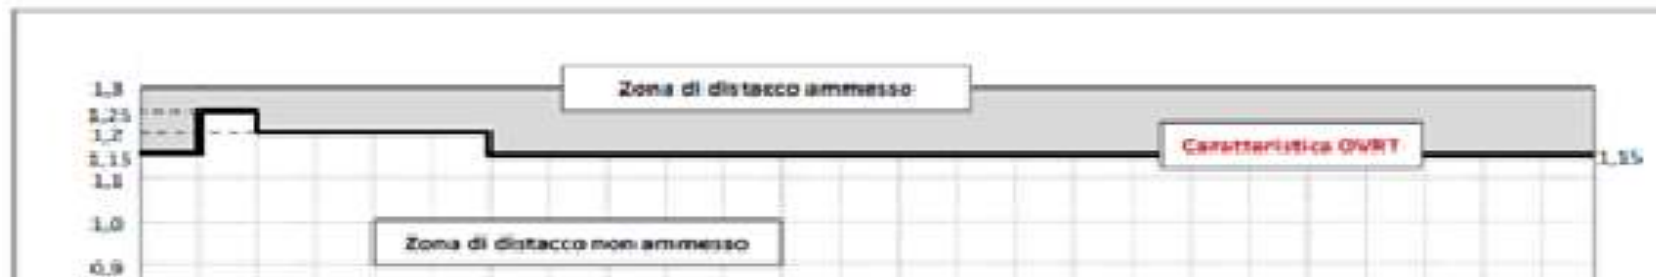 Zona di distacco ammesso
1,3
1,25
1,2
Caratteristica OVRT
1,15
1,15
1,1
1,0
Zona di distacco non ammesso
0,9